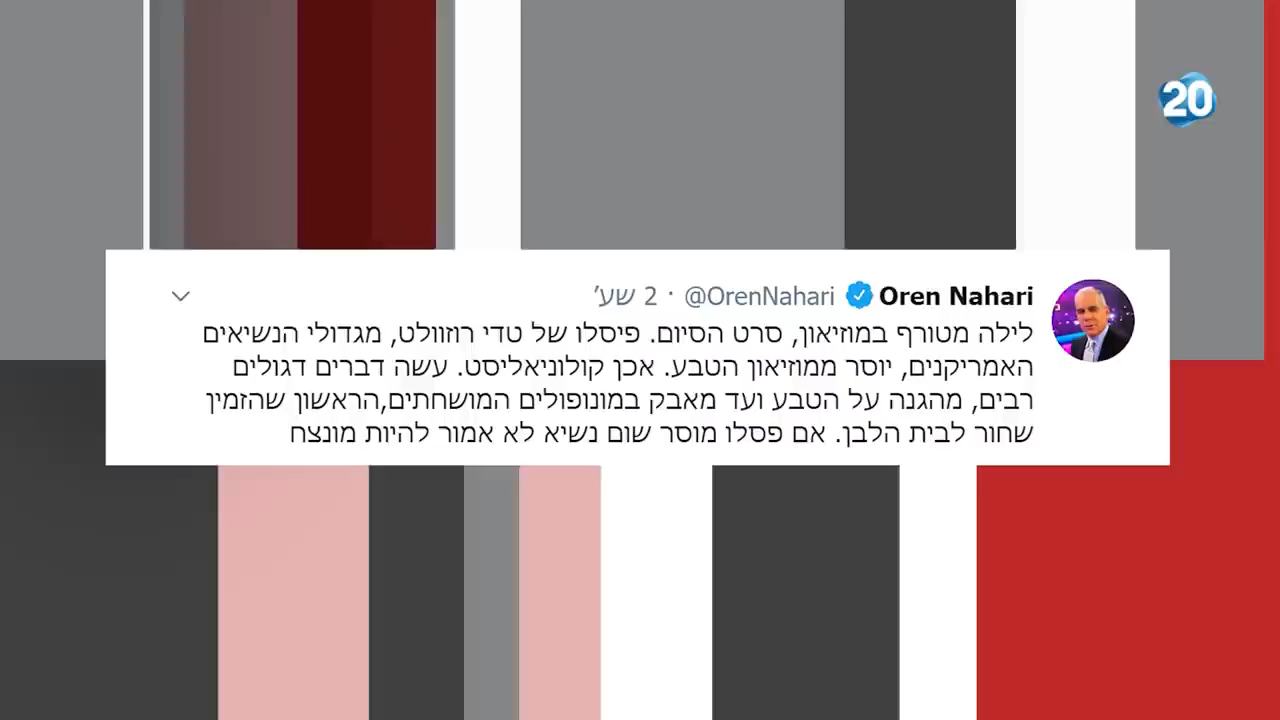 20
Oren Nahari @OrenNahari · 2 שע'
לילה מטורף במוזיאון, סרט הסיום. פיסלו של טדי רוזוולט, מגדולי הנשיאים
האמריקנים, יוסר ממוזיאון הטבע. אכן קולוניאליסט. עשה דברים דגולים
רבים, מהגנה על הטבע ועד מאבק במונופולים המושחתים,הראשון שהזמין
שחור לבית הלבן. אם פסלו מוסר שום נשיא לא אמור להיות מונצח